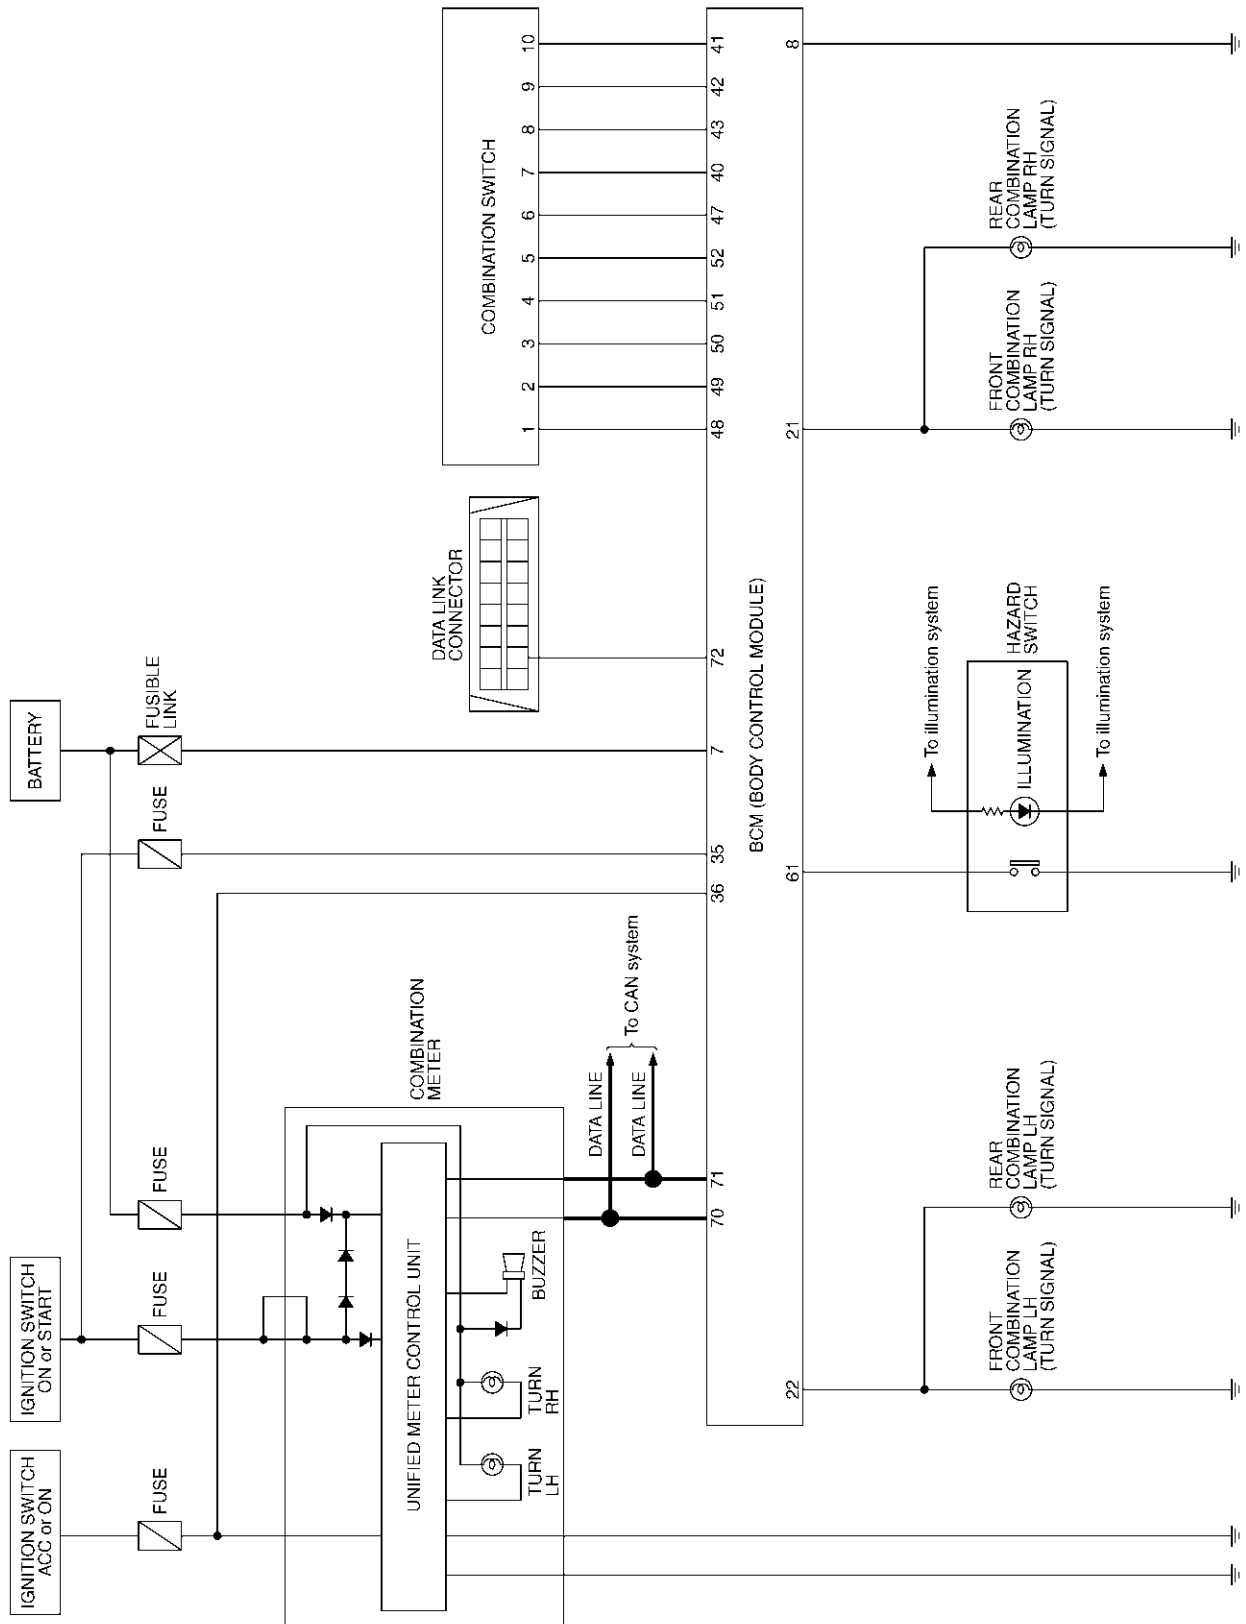 IGNITION SWITCH
ACC or ON
IGNITION SWITCH
ON or START
BATTERY
FUSE
FUSE
FUSE
FUSE
FUSIBLE
LINK
COMBINATION
METER
UNIFIED METER CONTROL UNIT
TURN
LH
TURN
RH
BUZZER
DATA LINE
DATA LINE
To CAN system
DATA LINK
CONNECTOR
COMBINATION SWITCH
1
2
3
4
5
6
7
8
9
10
70
71
36
35
7
72
48
49
50
51
52
47
40
43
42
41
BCM (BODY CONTROL MODULE)
22
61
21
8
FRONT
COMBINATION
LAMP LH
(TURN SIGNAL)
REAR
COMBINATION
LAMP LH
(TURN SIGNAL)
To illumination system
ILLUMINATION
To illumination system
HAZARD
SWITCH
FRONT
COMBINATION
LAMP RH
(TURN SIGNAL)
REAR
COMBINATION
LAMP RH
(TURN SIGNAL)